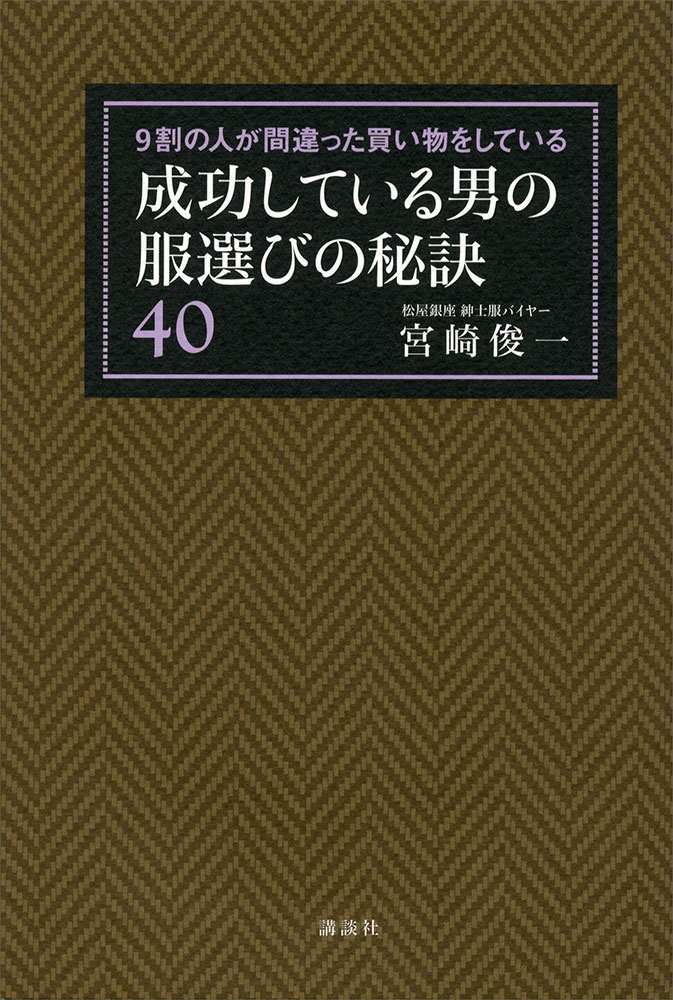 9割の人が間違った買い物をしている
成功している男の
服選びの秘訣
40
松屋銀座 紳士服バイヤー
宮崎俊一
講談社